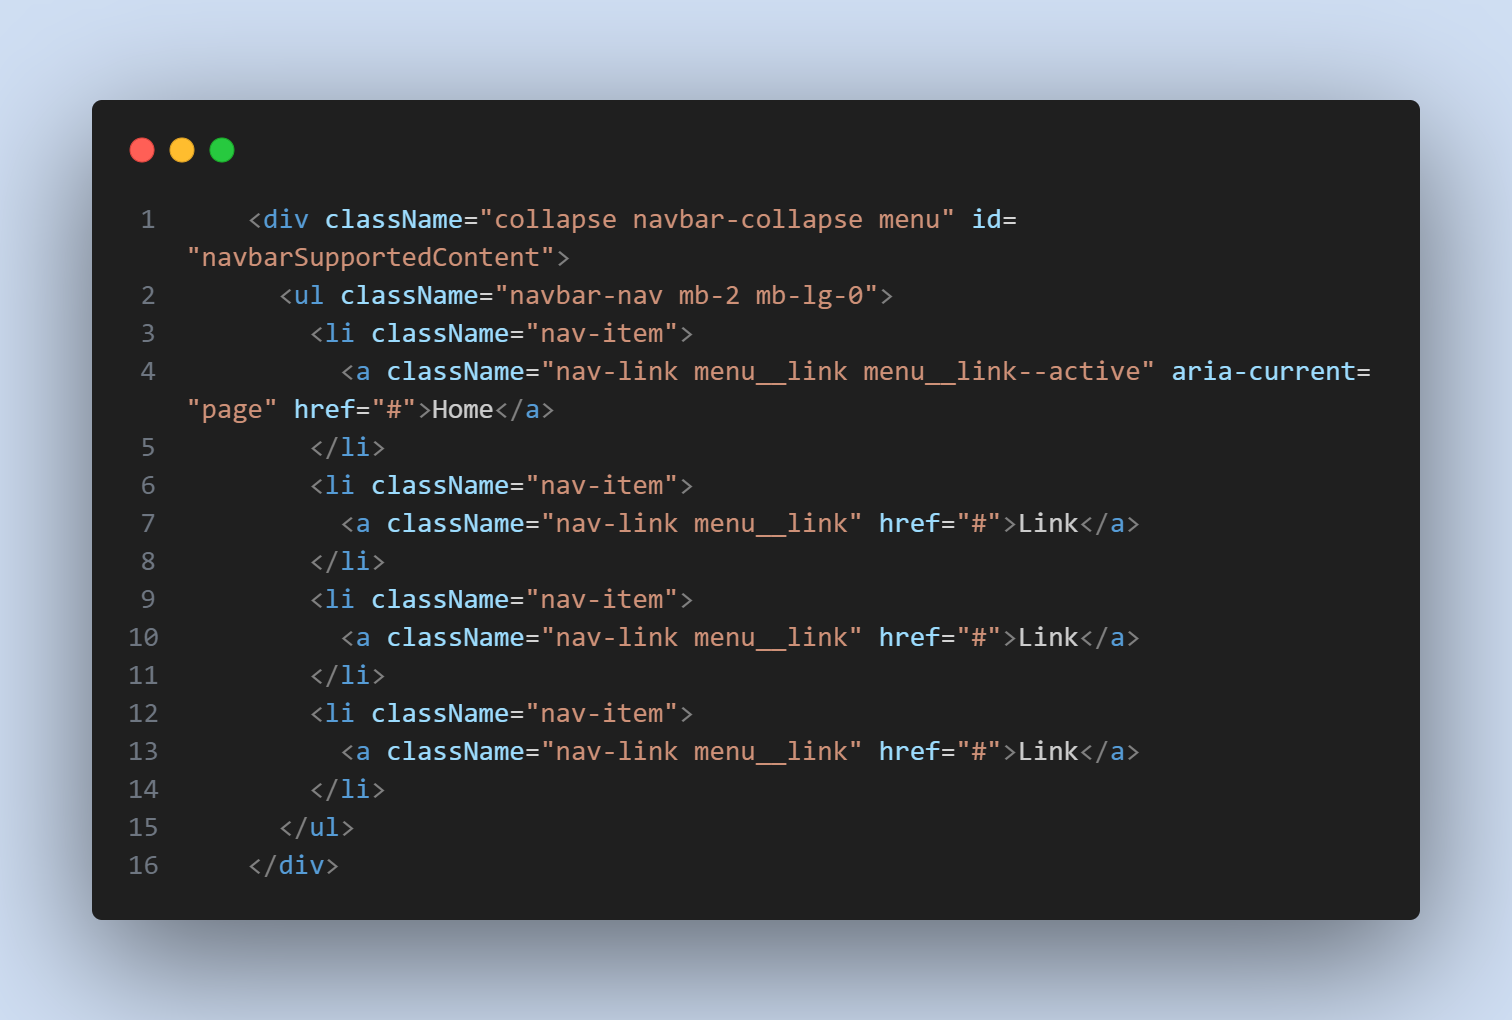 1      <div className="collapse navbar-collapse menu" id=
"navbarSupportedContent">
2        <ul className="navbar-nav mb-2 mb-lg-0">
3          <li className="nav-item">
4            <a className="nav-link menu__link menu__link--active" aria-current=
"page" href="#">Home</a>
5          </li>
6          <li className="nav-item">
7            <a className="nav-link menu__link" href="#">Link</a>
8          </li>
9          <li className="nav-item">
10           <a className="nav-link menu__link" href="#">Link</a>
11         </li>
12         <li className="nav-item">
13           <a className="nav-link menu__link" href="#">Link</a>
14         </li>
15       </ul>
16     </div>